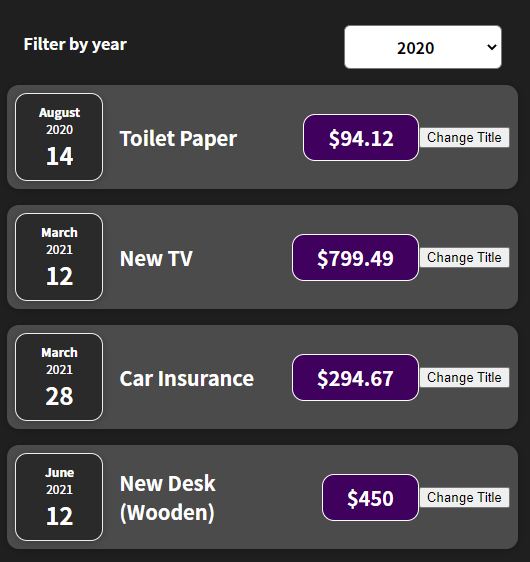 Filter by year
2020
August
2020
14
Toilet Paper
$94.12
Change Title
March
2021
12
New TV
$799.49
Change Title
March
2021
28
Car Insurance
$294.67
Change Title
June
2021
12
New Desk
(Wooden)
$450
Change Title